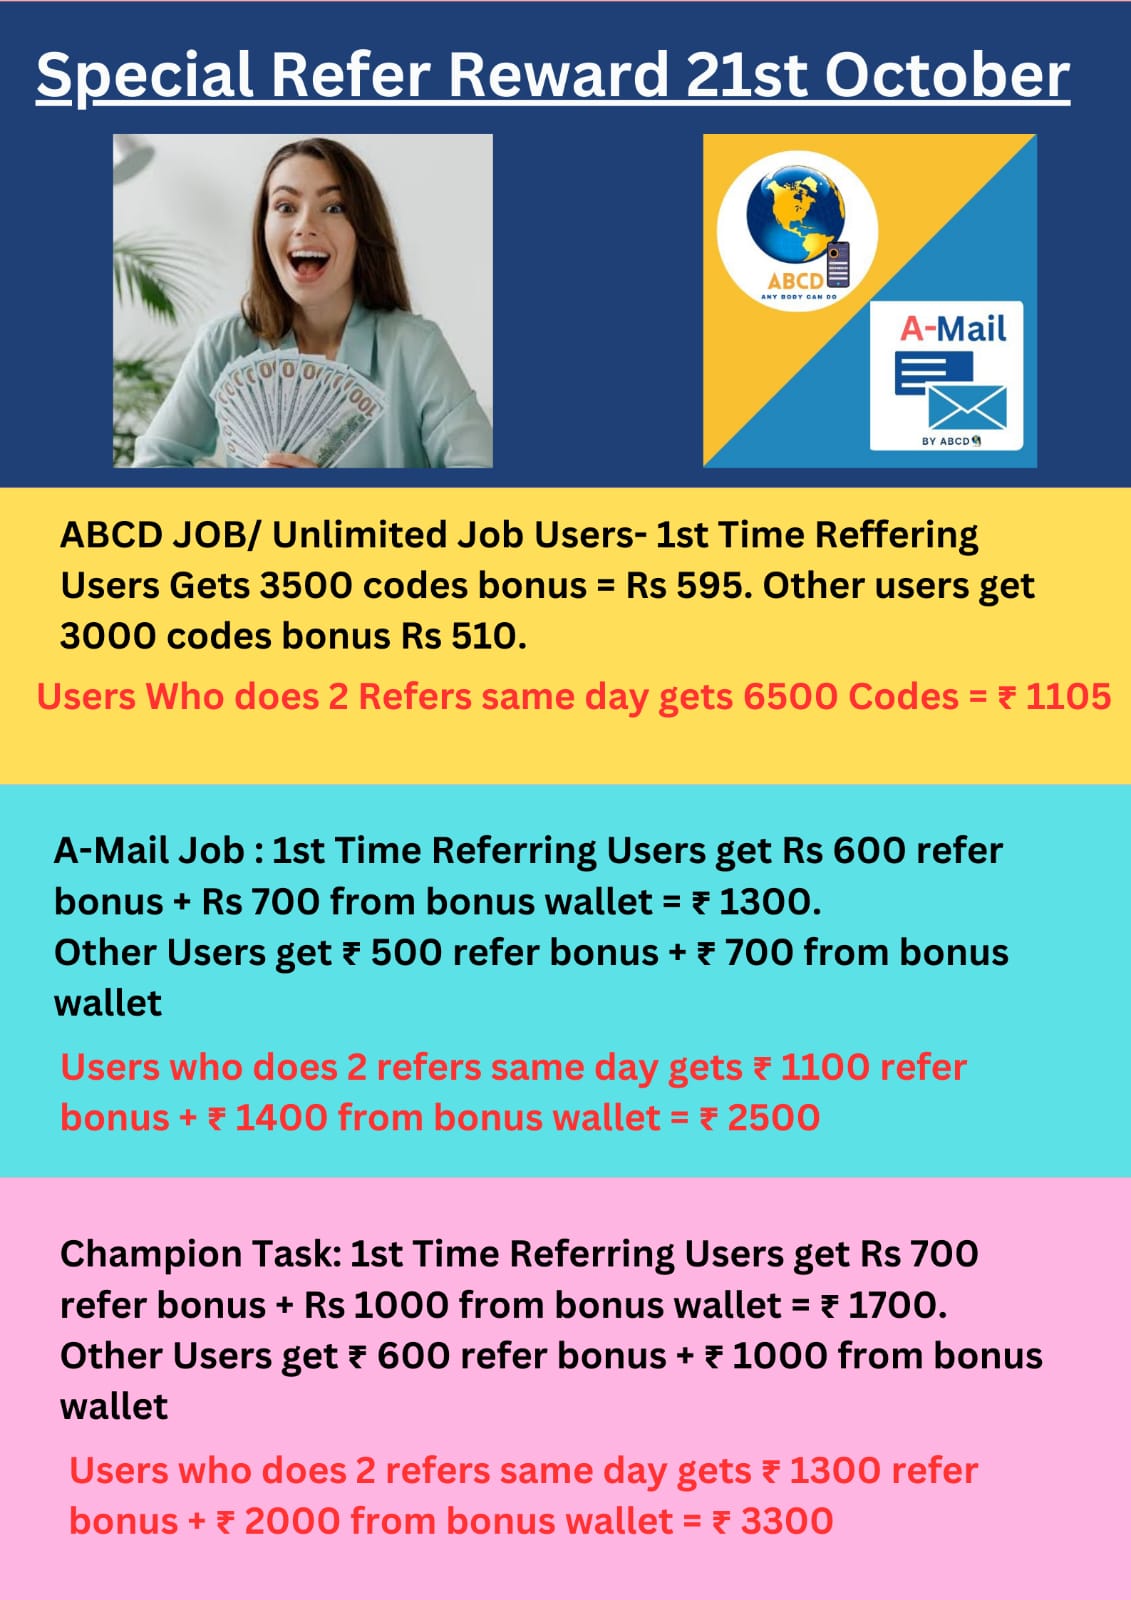 Special Refer Reward 21st October
ABCD
ANY BODY CAN DO
A-Mail
BY ABCD
ABCD JOB/ Unlimited Job Users- 1st Time Reffering
Users Gets 3500 codes bonus = Rs 595. Other users get
3000 codes bonus Rs 510.
Users Who does 2 Refers same day gets 6500 Codes = ₹ 1105
A-Mail Job : 1st Time Referring Users get Rs 600 refer
bonus + Rs 700 from bonus wallet = ₹ 1300.
Other Users get ₹ 500 refer bonus + ₹ 700 from bonus
wallet
Users who does 2 refers same day gets ₹ 1100 refer
bonus + ₹ 1400 from bonus wallet = ₹ 2500
Champion Task: 1st Time Referring Users get Rs 700
refer bonus + Rs 1000 from bonus wallet = ₹ 1700.
Other Users get ₹ 600 refer bonus + ₹ 1000 from bonus
wallet
Users who does 2 refers same day gets ₹ 1300 refer
bonus + ₹ 2000 from bonus wallet = ₹ 3300